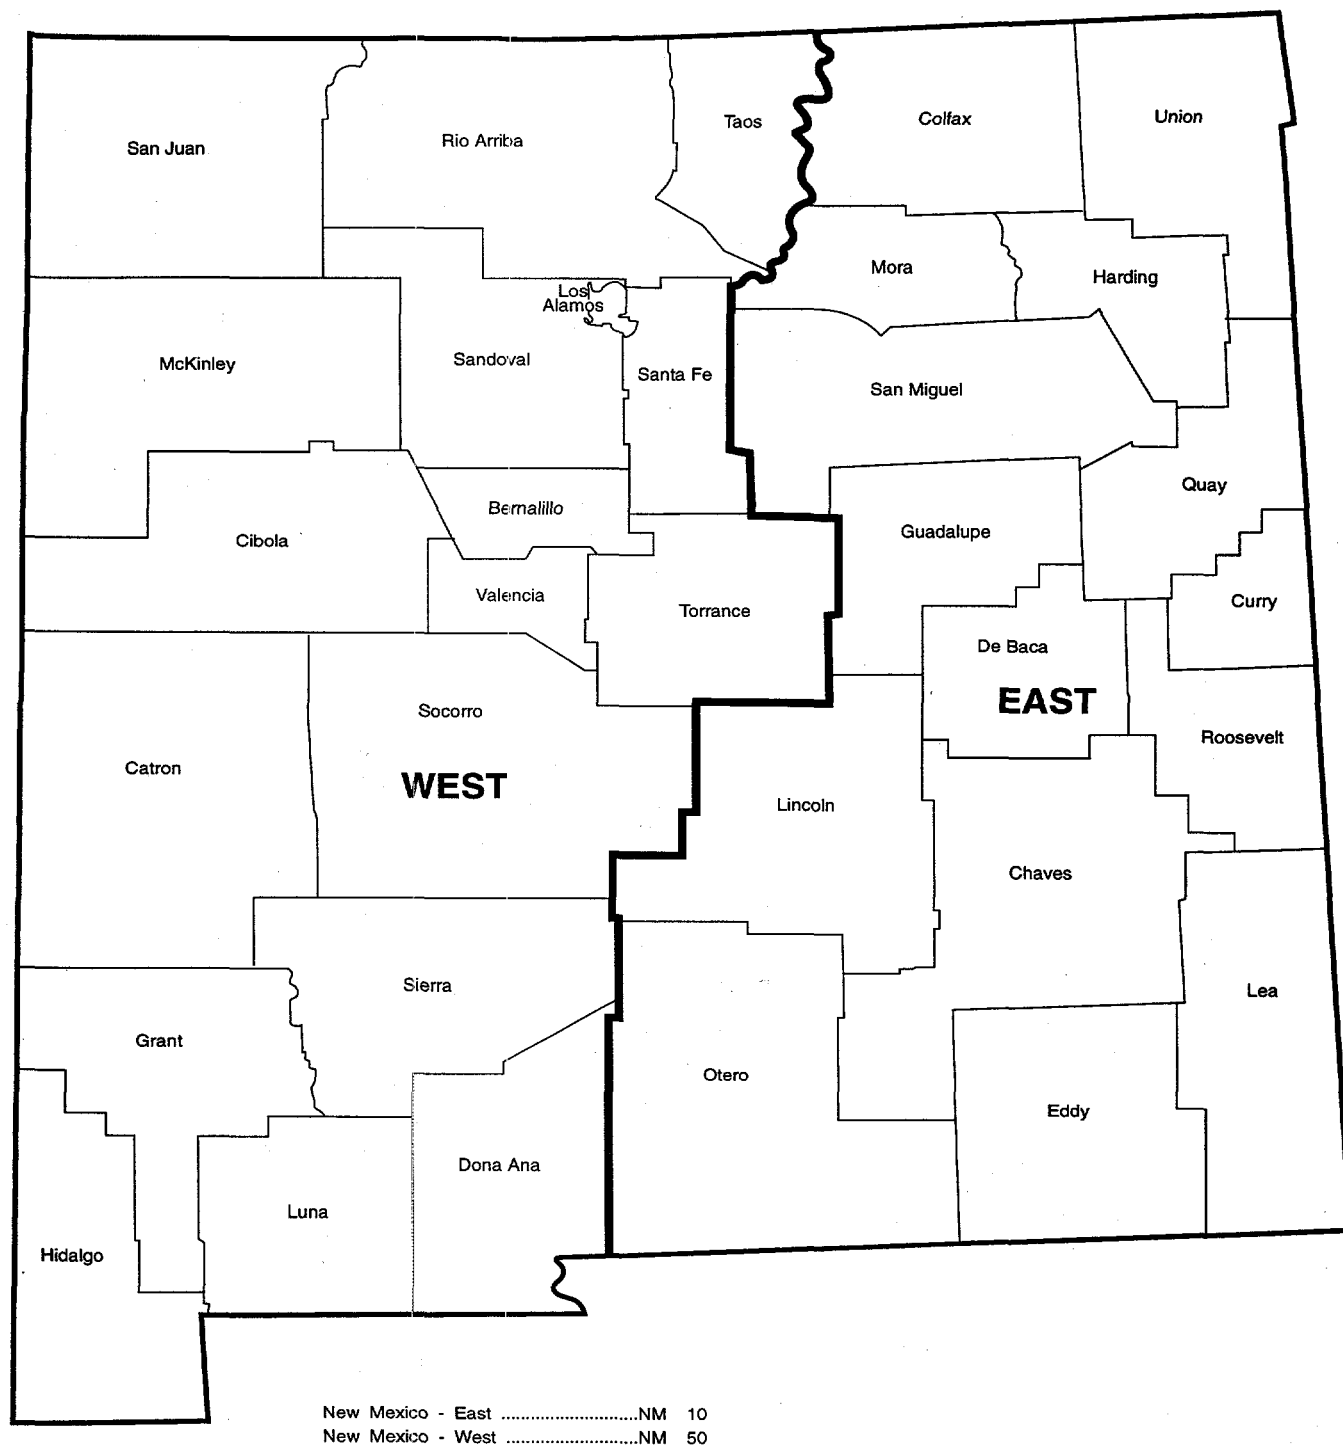 Taos
Colfax
Union
San Juan
Rio Arriba
Mora
Harding
Los
Alamos
McKinley
Sandoval
Santa Fe
San Miguel
Quay
Bernalillo
Guadalupe
Cibola
Valencia
Torrance
Curry
De Baca
EAST
Socorro
Roosevelt
Catron
WEST
Lincoln
Chaves
Sierra
Lea
Grant
Otero
Eddy
Dona Ana
Luna
Hidalgo
New Mexico - East ............................NM 10
New Mexico - West ...........................NM 50